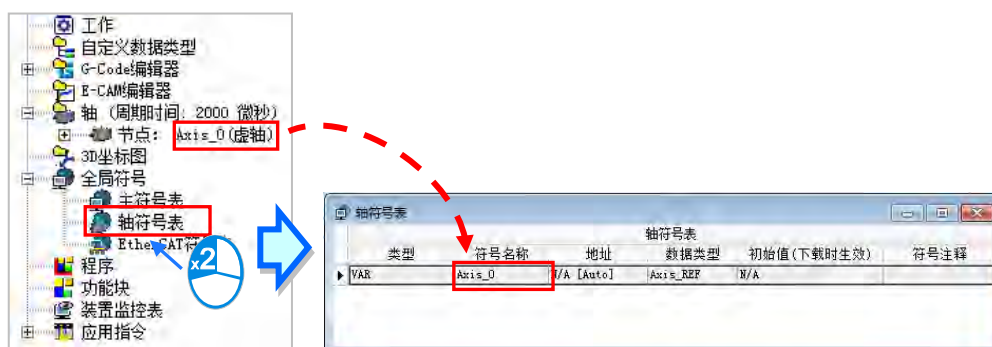 工作
自定义数据类型
G-Code编辑器
E-CAM编辑器
轴 (周期时间: 2000 微秒)
节点: Axis_0(虚轴)
3D坐标图
全局符号
主符号表
轴符号表
EtherCAT符
x2
程序
功能块
装置监控表
应用指令
轴符号表
轴符号表
类型 符号名称 地址 数据类型 初始值(下载时生效) 符号注释
VAR Axis_0 N/A [Auto] Axis_REF N/A